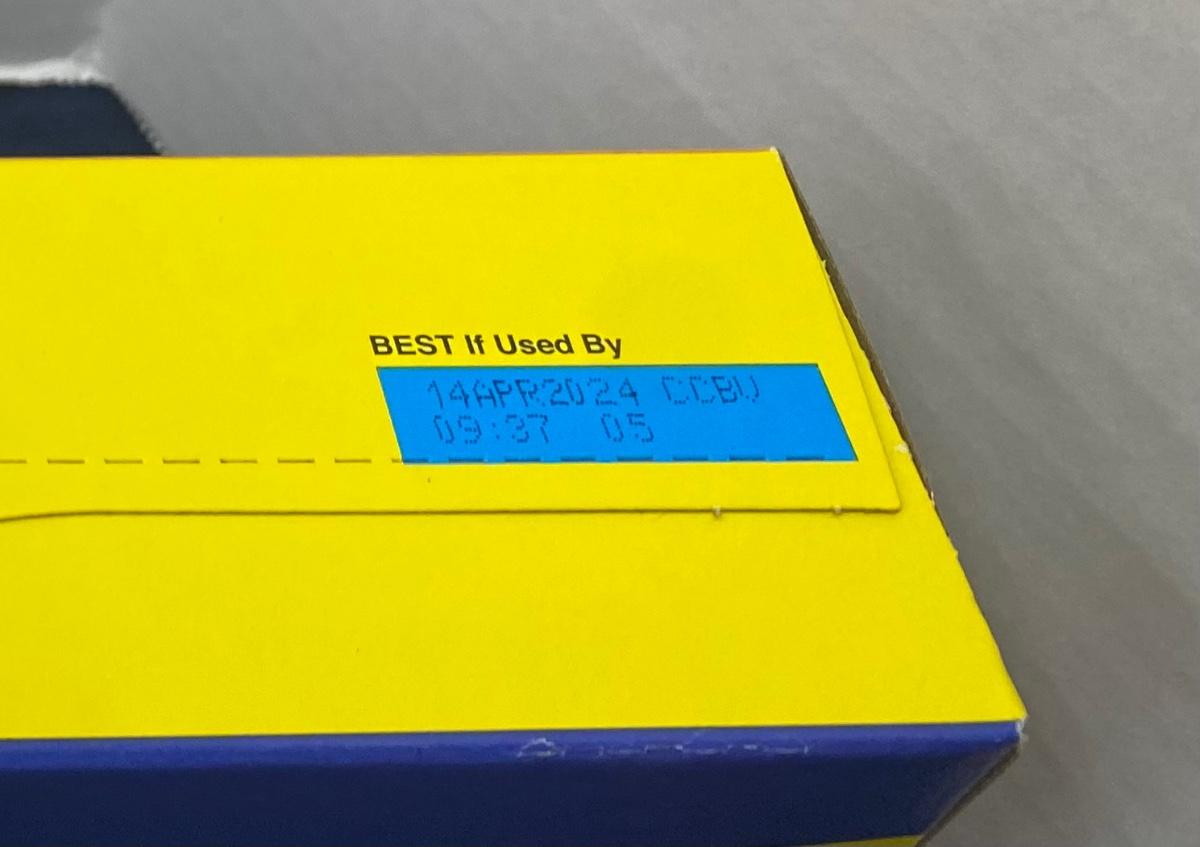 BEST If Used By
14APR2024 CCBU
09:37 05